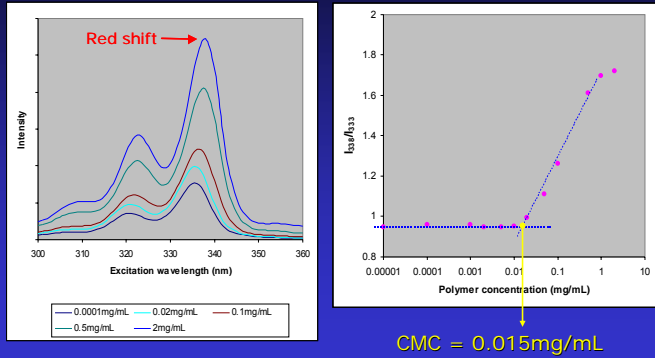 Red shift
Intensity
300 310 320 330 340 350 360
Excitation wavelength (nm)
0.0001mg/mL 0.02mg/mL 0.1mg/mL
0.5mg/mL 2mg/mL
2
1.8
1.6
1.4
1.2
1
0.8
I338/I333
0.00001 0.0001 0.001 0.01 0.1 1 10
Polymer concentration (mg/mL)
CMC = 0.015mg/mL